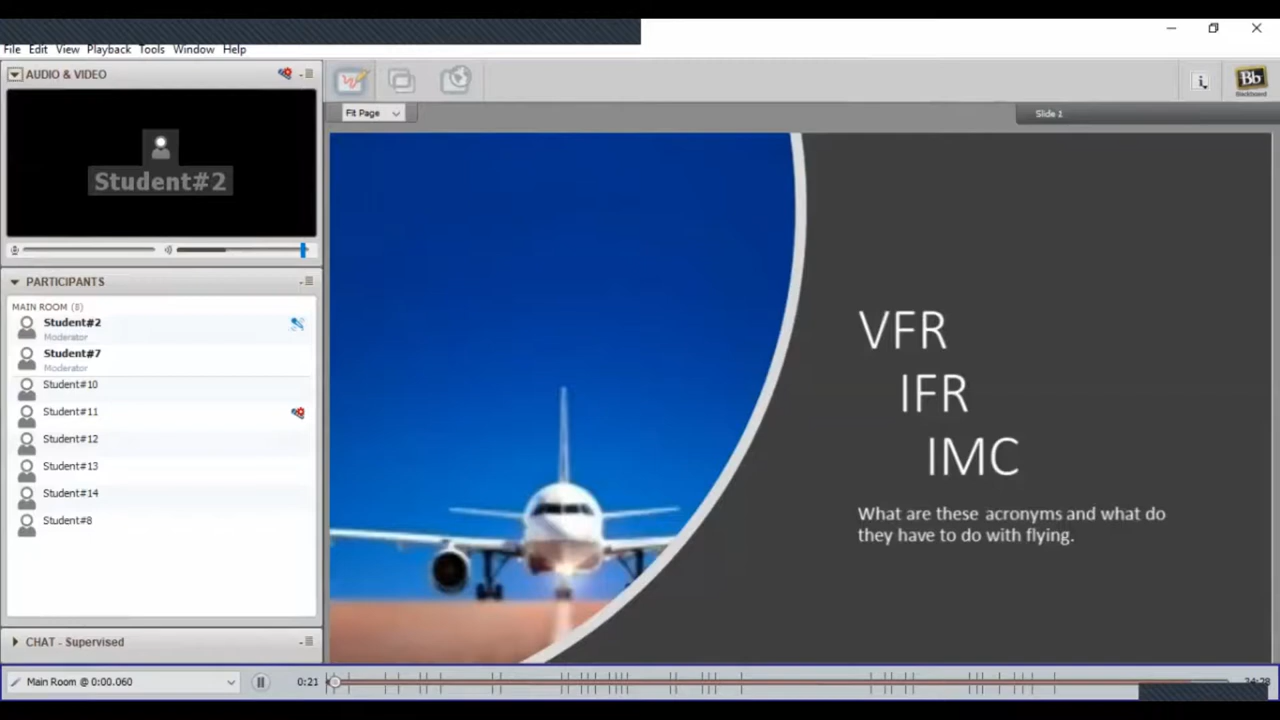 File Edit View Playback Tools Window Help
AUDIO & VIDEO
Student#2
PARTICIPANTS
MAIN ROOM (8)
Student#2
Moderator
Student#7
Moderator
Student#10
Student#11
Student#12
Student#13
Student#14
Student#8
CHAT - Supervised
Fit Page
Slide 1
Bb
Blackboard
VFR
IFR
IMC
What are these acronyms and what do
they have to do with flying.
Main Room @ 0:00.060
0:21